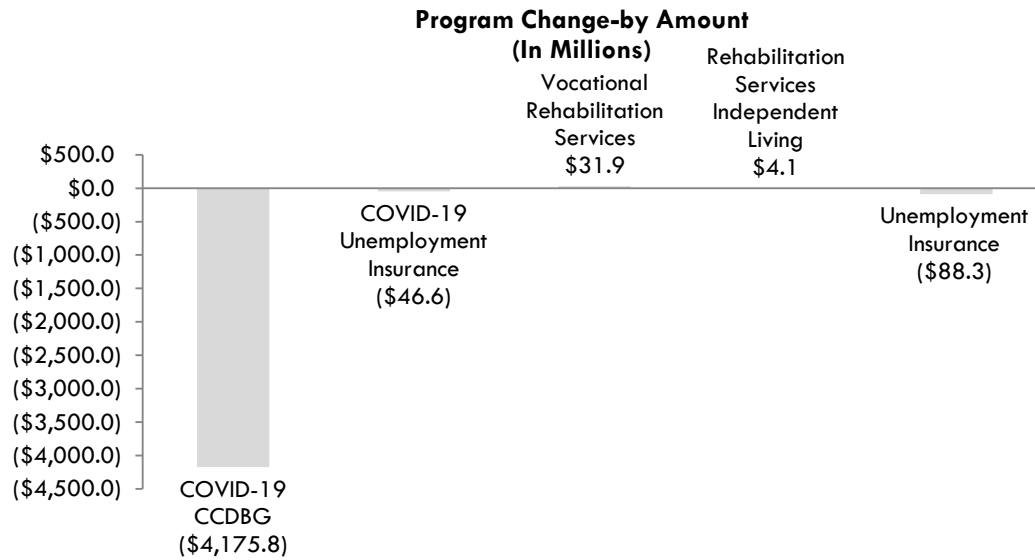 Program Change-by Amount
(In Millions)
Vocational
Rehabilitation
Services
$31.9
Rehabilitation
Services
Independent
Living
$4.1
$500.0
$0.0
($500.0)
($1,000.0)
($1,500.0)
($2,000.0)
($2,500.0)
($3,000.0)
($3,500.0)
($4,000.0)
($4,500.0)
COVID-19
CCDBG
($4,175.8)
COVID-19
Unemployment
Insurance
($46.6)
Unemployment
Insurance
($88.3)